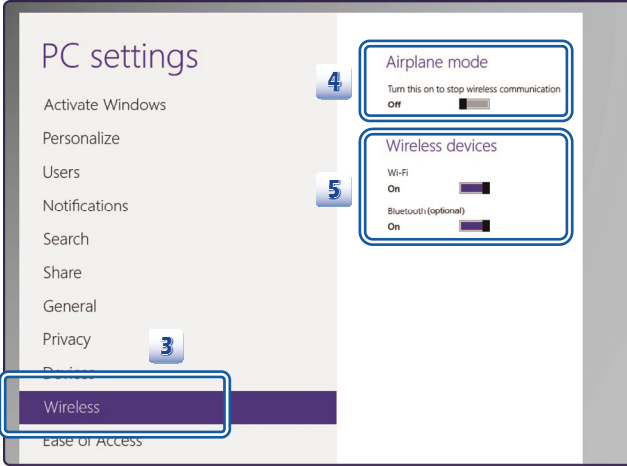 PC settings
Activate Windows
Personalize
Users
Notifications
Search
Share
General
Privacy
3
Devices
Wireless
Ease of Access
4
Airplane mode
Turn this on to stop wireless communication
Off
5
Wireless devices
Wi-Fi
On
Bluetooth (optional)
On